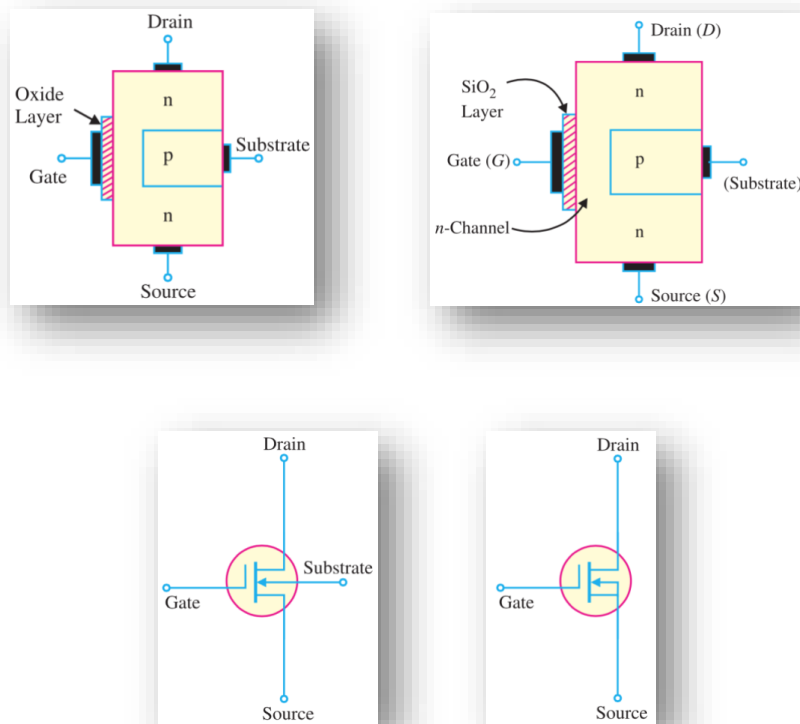 Drain
Oxide
Layer
n
p
Substrate
Gate
n
Source
Drain (D)
SiO2
Layer
n
Gate (G)
p
(Substrate)
n-Channel
n
Source (S)
Drain
Substrate
Gate
Source
Drain
Gate
Source